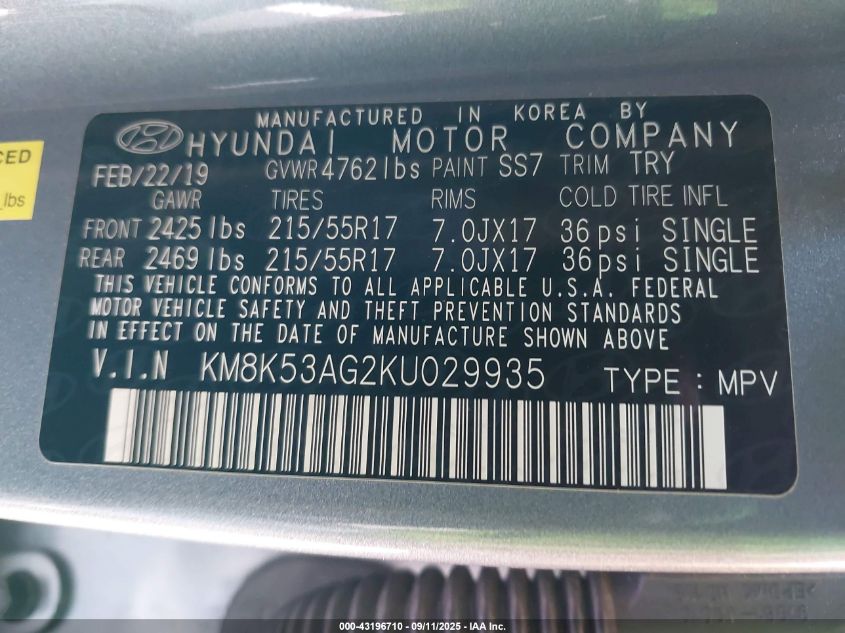 MANUFACTURED IN KOREA BY
HYUNDAI MOTOR COMPANY
FEB/22/19 GVWR 4762 lbs PAINT SS7 TRIM TRY
GAWR TIRES RIMS COLD TIRE INFL
FRONT 2425 lbs 215/55R17 7.0JX17 36 psi SINGLE
REAR 2469 lbs 215/55R17 7.0JX17 36 psi SINGLE
THIS VEHICLE CONFORMS TO ALL APPLICABLE U.S.A. FEDERAL
MOTOR VEHICLE SAFETY AND THEFT PREVENTION STANDARDS
IN EFFECT ON THE DATE OF MANUFACTURE SHOWN ABOVE
V.I.N KM8K53AG2KU029935 TYPE : MPV
CED
lbs
000-43196710 - 09/11/2025 - IAA Inc.